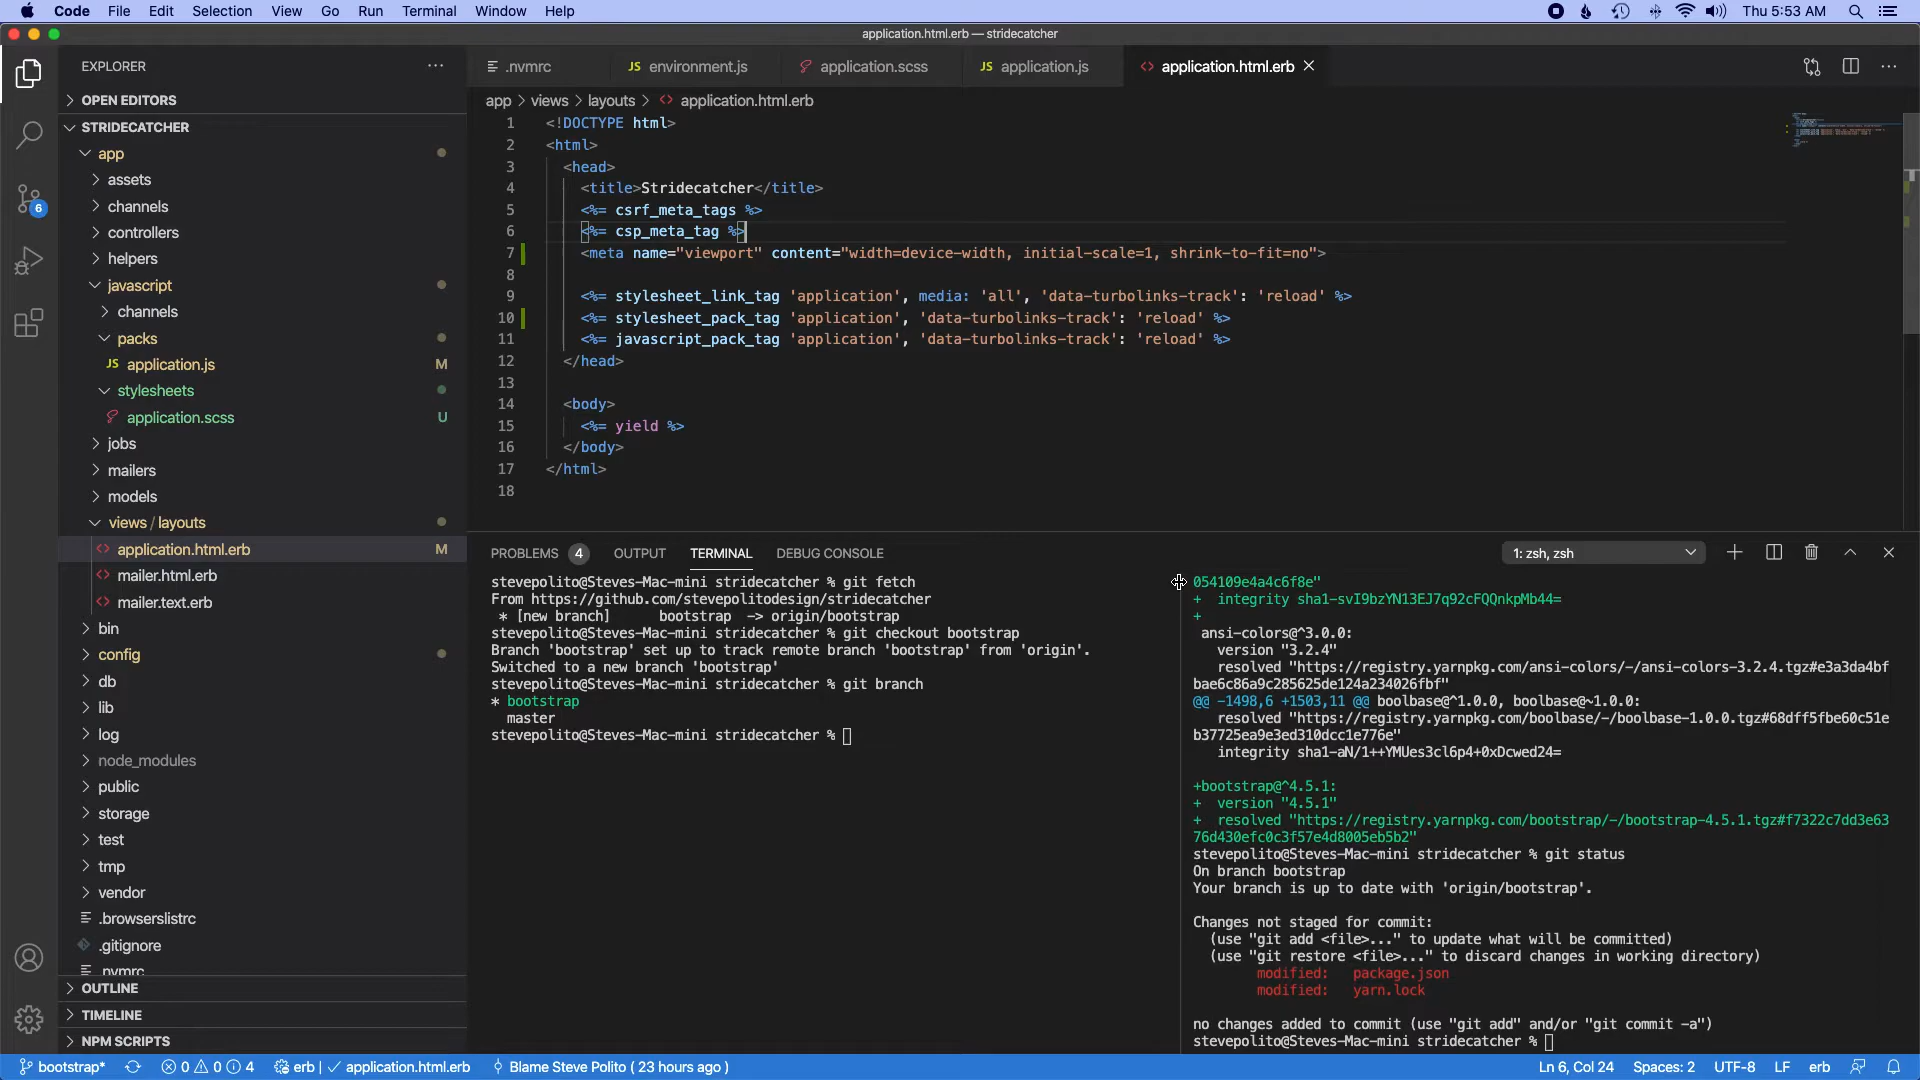 Code File Edit Selection View Go Run Terminal Window Help
Thu 5:53 AM
application.html.erb — stridecatcher
EXPLORER
OPEN EDITORS
STRIDECATCHER
app
assets
channels
controllers
helpers
javascript
channels
packs
JS application.js M
stylesheets
application.scss U
jobs
mailers
models
views / layouts
<> application.html.erb M
<> mailer.html.erb
<> mailer.text.erb
bin
config
db
lib
log
node_modules
public
storage
test
tmp
vendor
.browserslistrc
.gitignore
.nvmrc
OUTLINE
TIMELINE
NPM SCRIPTS
6
.nvmrc
JS environment.js
application.scss
JS application.js
<> application.html.erb
app > views > layouts > <> application.html.erb
1 <!DOCTYPE html>
2 <html>
3 <head>
4 <title>Stridecatcher</title>
5 <%= csrf_meta_tags %>
6 <%= csp_meta_tag %>
7 <meta name="viewport" content="width=device-width, initial-scale=1, shrink-to-fit=no">
8
9 <%= stylesheet_link_tag 'application', media: 'all', 'data-turbolinks-track': 'reload' %>
10 <%= stylesheet_pack_tag 'application', 'data-turbolinks-track': 'reload' %>
11 <%= javascript_pack_tag 'application', 'data-turbolinks-track': 'reload' %>
12 </head>
13
14 <body>
15 <%= yield %>
16 </body>
17 </html>
18
PROBLEMS 4 OUTPUT TERMINAL DEBUG CONSOLE
1: zsh, zsh
stevepolito@Steves-Mac-mini stridecatcher % git fetch
From https://github.com/stevepolitodesign/stridecatcher
* [new branch] bootstrap -> origin/bootstrap
stevepolito@Steves-Mac-mini stridecatcher % git checkout bootstrap
Branch 'bootstrap' set up to track remote branch 'bootstrap' from 'origin'.
Switched to a new branch 'bootstrap'
stevepolito@Steves-Mac-mini stridecatcher % git branch
* bootstrap
master
stevepolito@Steves-Mac-mini stridecatcher %
054109e4a4c6f8e"
+ integrity sha1-svI9bzYN13EJ7q92cFQQnkpMb44=
+
ansi-colors@^3.0.0:
version "3.2.4"
resolved "https://registry.yarnpkg.com/ansi-colors/-/ansi-colors-3.2.4.tgz#e3a3da4bf
bae6c86a9c285625de124a234026fbf"
@@ -1498,6 +1503,11 @@ boolbase@^1.0.0, boolbase@~1.0.0:
resolved "https://registry.yarnpkg.com/boolbase/-/boolbase-1.0.0.tgz#68dff5fbe60c51e
b37725ea9e3ed310dcc1e776e"
integrity sha1-aN/1++YMUes3cl6p4+0xDcwed24=
+bootstrap@^4.5.1:
+ version "4.5.1"
+ resolved "https://registry.yarnpkg.com/bootstrap/-/bootstrap-4.5.1.tgz#f7322c7dd3e63
76d430efc0c3f57e4d8005eb5b2"
stevepolito@Steves-Mac-mini stridecatcher % git status
On branch bootstrap
Your branch is up to date with 'origin/bootstrap'.
Changes not staged for commit:
(use "git add <file>..." to update what will be committed)
(use "git restore <file>..." to discard changes in working directory)
modified: package.json
modified: yarn.lock
no changes added to commit (use "git add" and/or "git commit -a")
stevepolito@Steves-Mac-mini stridecatcher %
bootstrap* 0 0 4 erb | ✓ application.html.erb Blame Steve Polito ( 23 hours ago )
Ln 6, Col 24 Spaces: 2 UTF-8 LF erb